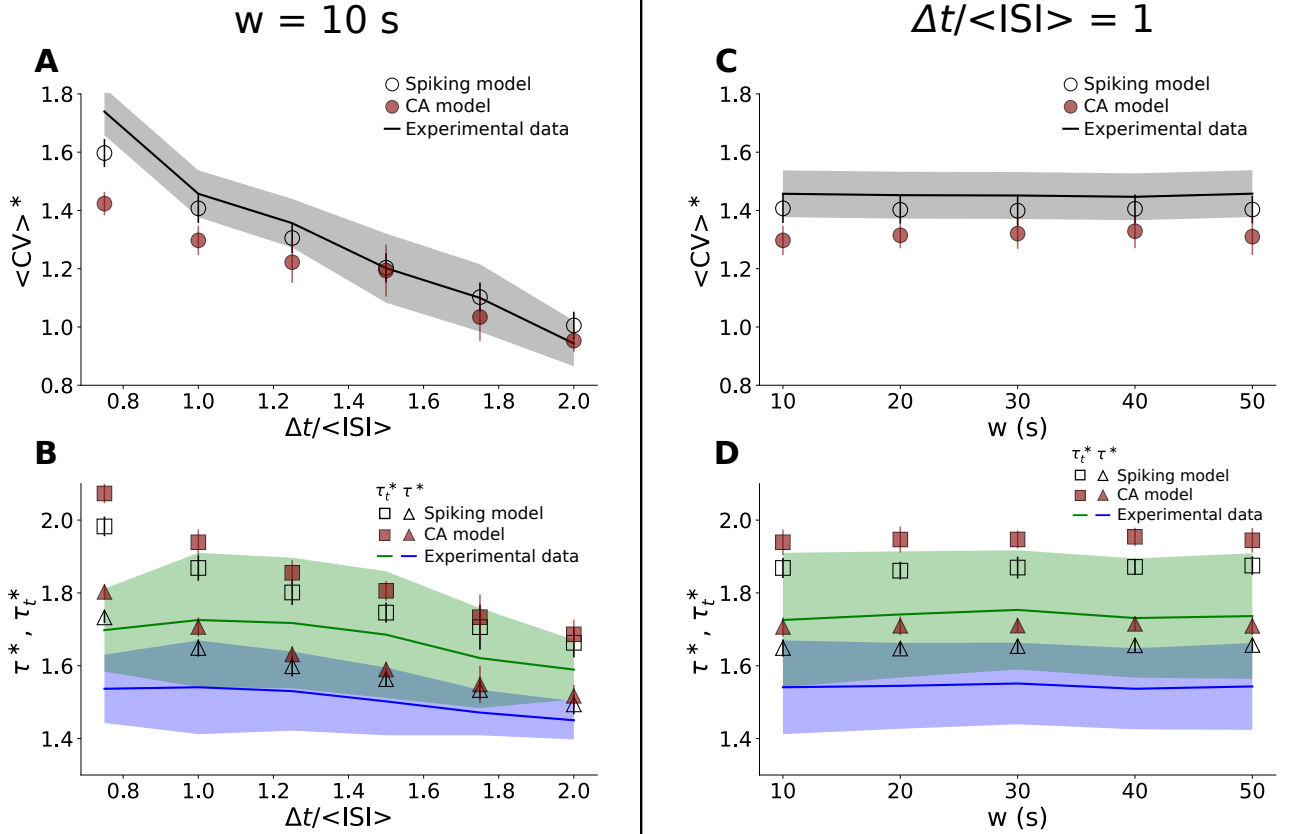 w = 10 s
Δt/<ISI> = 1
A
Spiking model
CA model
Experimental data
1.8
1.6
1.4
1.2
1.0
0.8
<CV>*
0.8 1.0 1.2 1.4 1.6 1.8 2.0
Δt/<ISI>
C
Spiking model
CA model
Experimental data
1.8
1.6
1.4
1.2
1.0
0.8
<CV>*
10 20 30 40 50
w (s)
B
τt* τ*
Spiking model
CA model
Experimental data
2.0
1.8
1.6
1.4
τ*, τt*
0.8 1.0 1.2 1.4 1.6 1.8 2.0
Δt/<ISI>
D
τt* τ*
Spiking model
CA model
Experimental data
2.0
1.8
1.6
1.4
τ*, τt*
10 20 30 40 50
w (s)